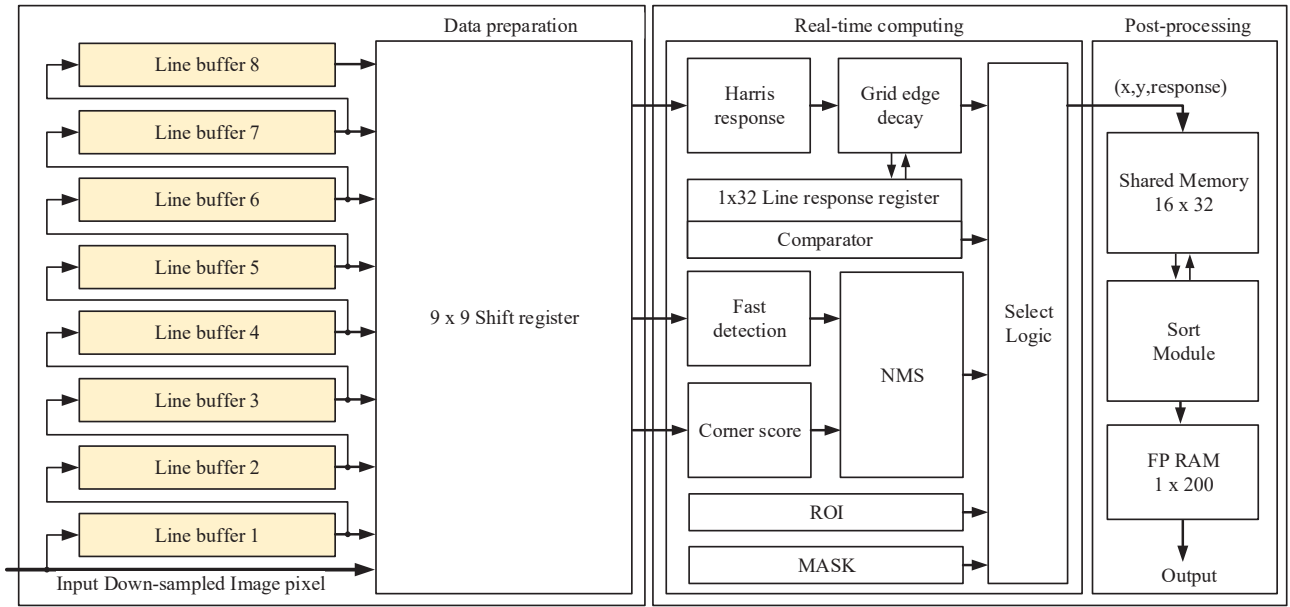 Data preparation
Line buffer 8
Line buffer 7
Line buffer 6
Line buffer 5
Line buffer 4
Line buffer 3
Line buffer 2
Line buffer 1
Input Down-sampled Image pixel
9 x 9 Shift register
Real-time computing
Harris
response
Grid edge
decay
1x32 Line response register
Comparator
Fast
detection
Corner score
NMS
ROI
MASK
Select
Logic
Post-processing
(x,y,response)
Shared Memory
16 x 32
Sort
Module
FP RAM
1 x 200
Output